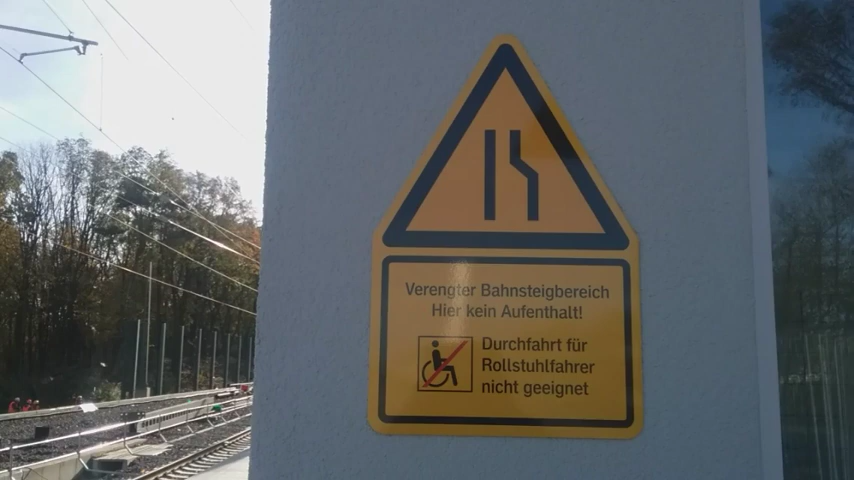 Verengter Bahnsteigbereich
Hier kein Aufenthalt!
Durchfahrt für
Rollstuhlfahrer
nicht geeignet